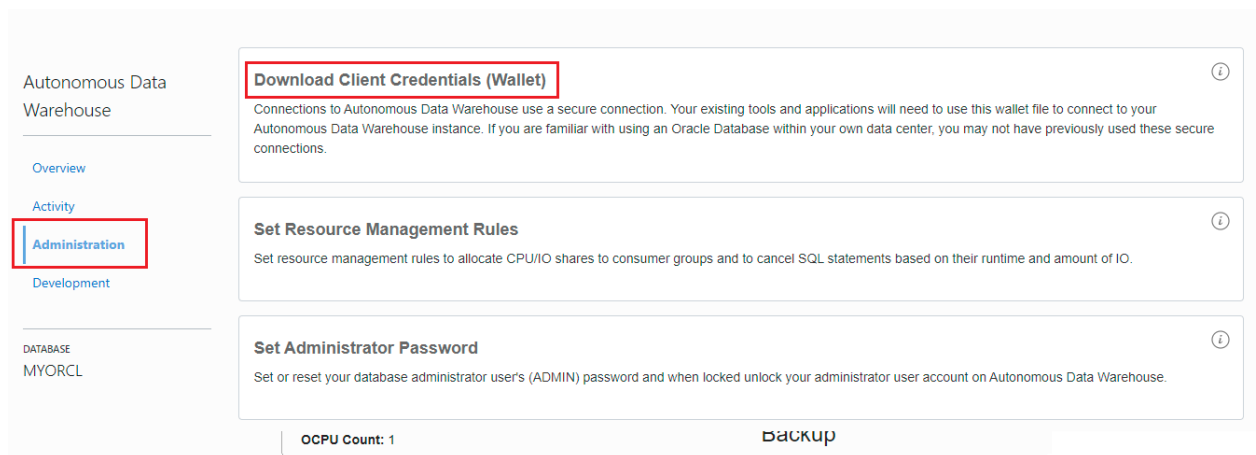 Autonomous Data
Warehouse
Overview
Activity
Administration
Development
DATABASE
MYORCL
Download Client Credentials (Wallet)
Connections to Autonomous Data Warehouse use a secure connection. Your existing tools and applications will need to use this wallet file to connect to your
Autonomous Data Warehouse instance. If you are familiar with using an Oracle Database within your own data center, you may not have previously used these secure
connections.
Set Resource Management Rules
Set resource management rules to allocate CPU/IO shares to consumer groups and to cancel SQL statements based on their runtime and amount of IO.
Set Administrator Password
Set or reset your database administrator user's (ADMIN) password and when locked unlock your administrator user account on Autonomous Data Warehouse.
OCPU Count: 1
Backup